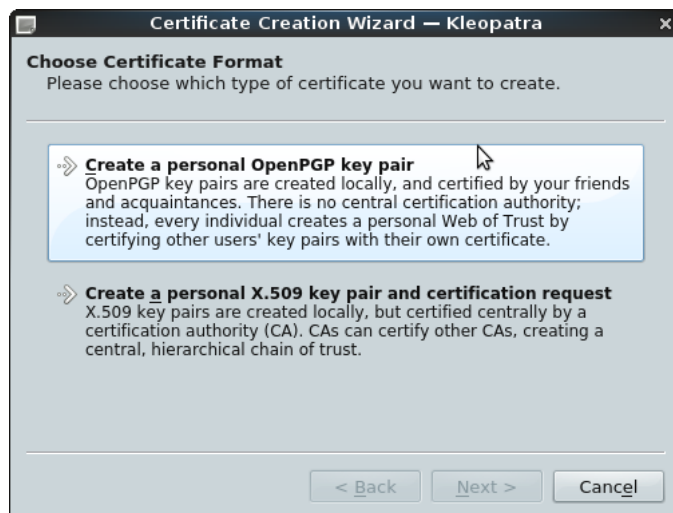 Certificate Creation Wizard — Kleopatra
Choose Certificate Format
Please choose which type of certificate you want to create.
Create a personal OpenPGP key pair
OpenPGP key pairs are created locally, and certified by your friends
and acquaintances. There is no central certification authority;
instead, every individual creates a personal Web of Trust by
certifying other users' key pairs with their own certificate.
Create a personal X.509 key pair and certification request
X.509 key pairs are created locally, but certified centrally by a
certification authority (CA). CAs can certify other CAs, creating a
central, hierarchical chain of trust.
< Back Next > Cancel